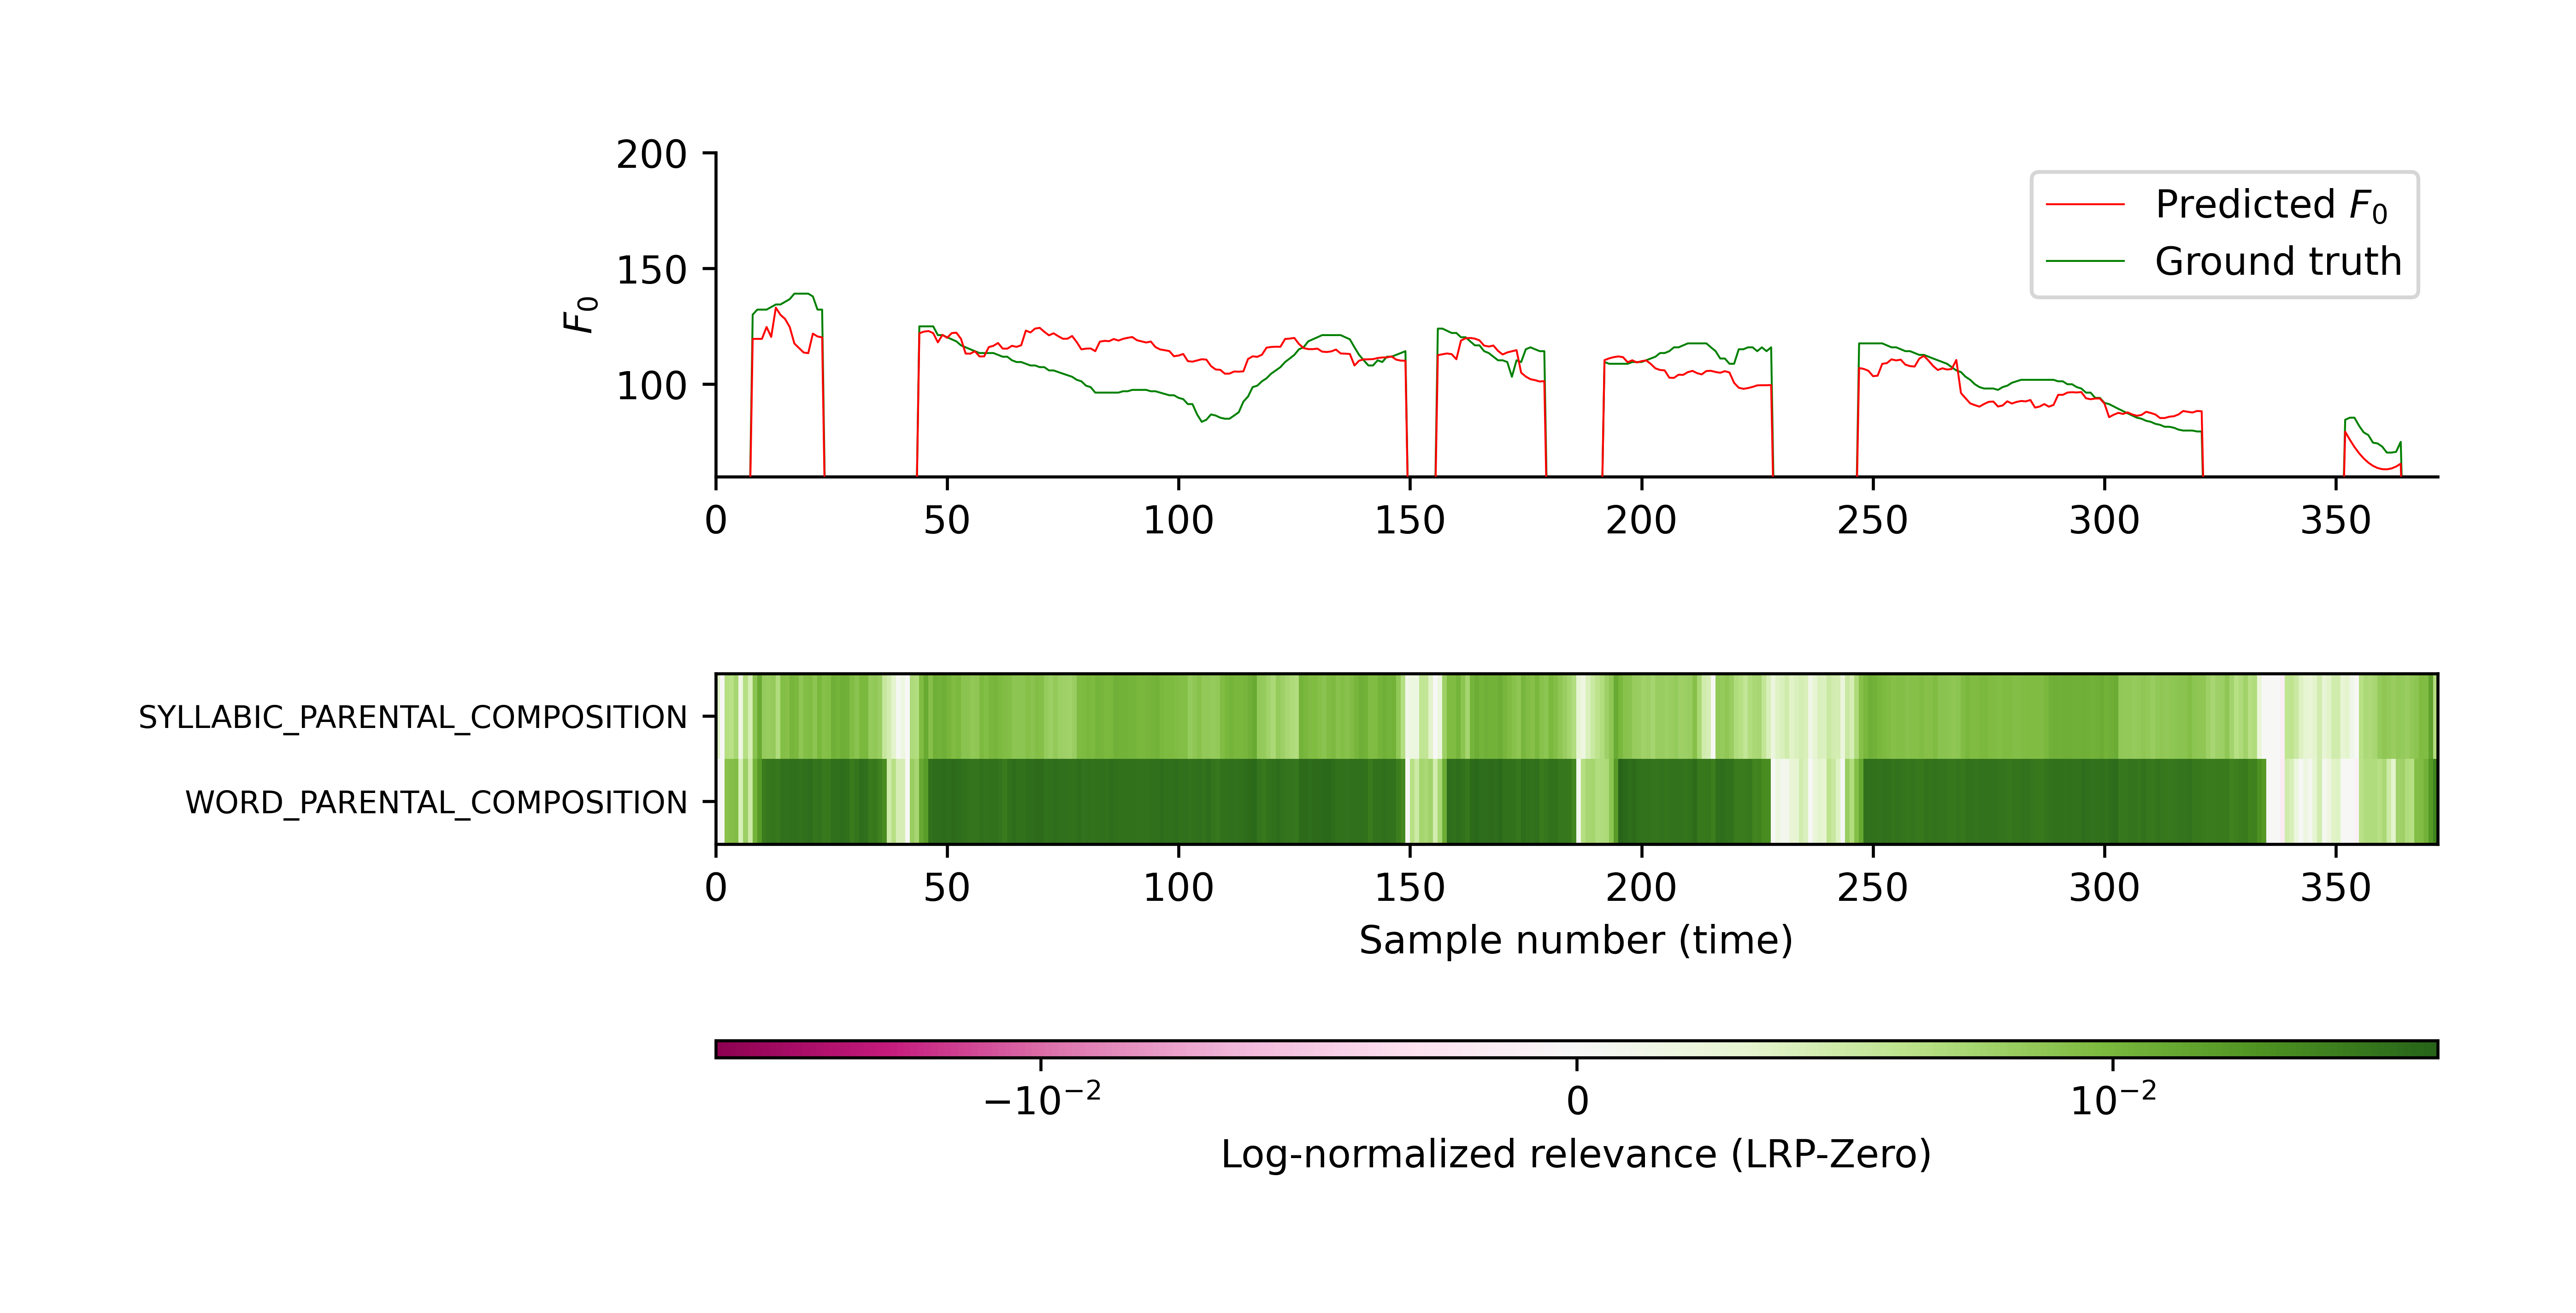 200
150
100
F₀
Predicted F₀
Ground truth
0 50 100 150 200 250 300 350
SYLLABIC_PARENTAL_COMPOSITION
WORD_PARENTAL_COMPOSITION
0 50 100 150 200 250 300 350
Sample number (time)
−10⁻² 0 10⁻²
Log-normalized relevance (LRP-Zero)